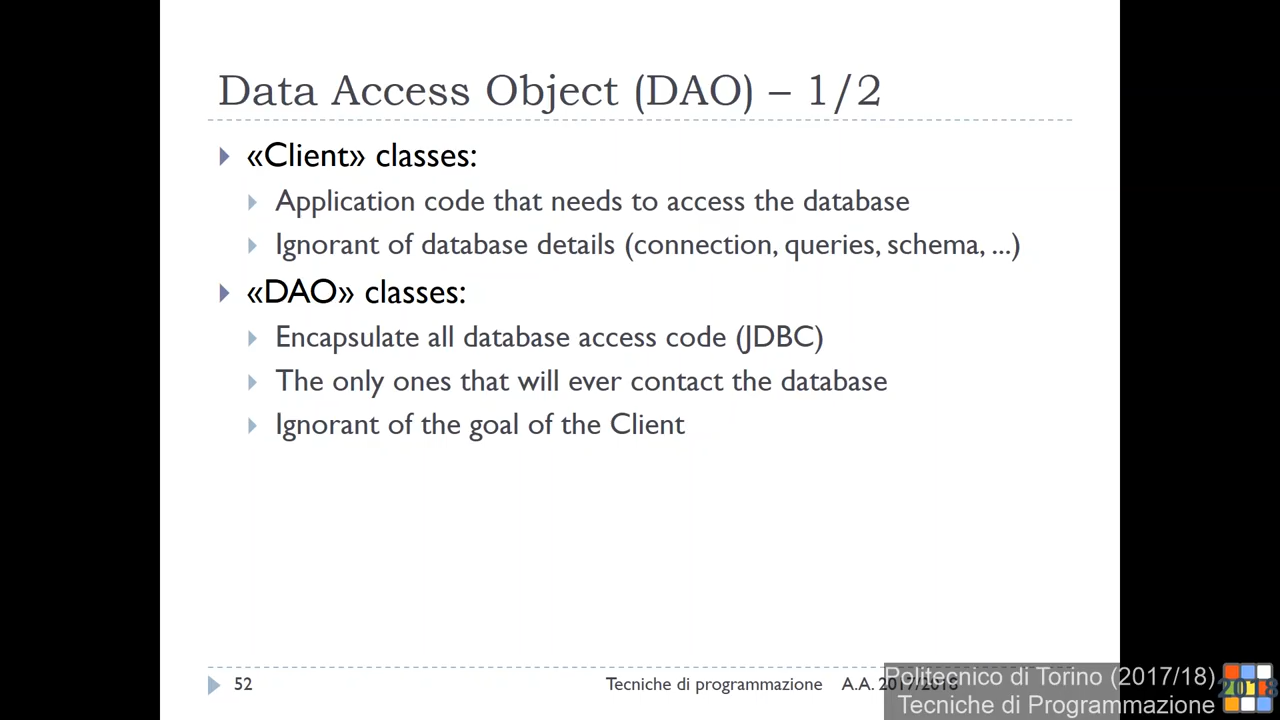 Data Access Object (DAO) – 1/2
«Client» classes:
Application code that needs to access the database
Ignorant of database details (connection, queries, schema, ...)
«DAO» classes:
Encapsulate all database access code (JDBC)
The only ones that will ever contact the database
Ignorant of the goal of the Client
52
Tecniche di programmazione A.A. 2017/2018
Politecnico di Torino (2017/18)
Tecniche di Programmazione
2018